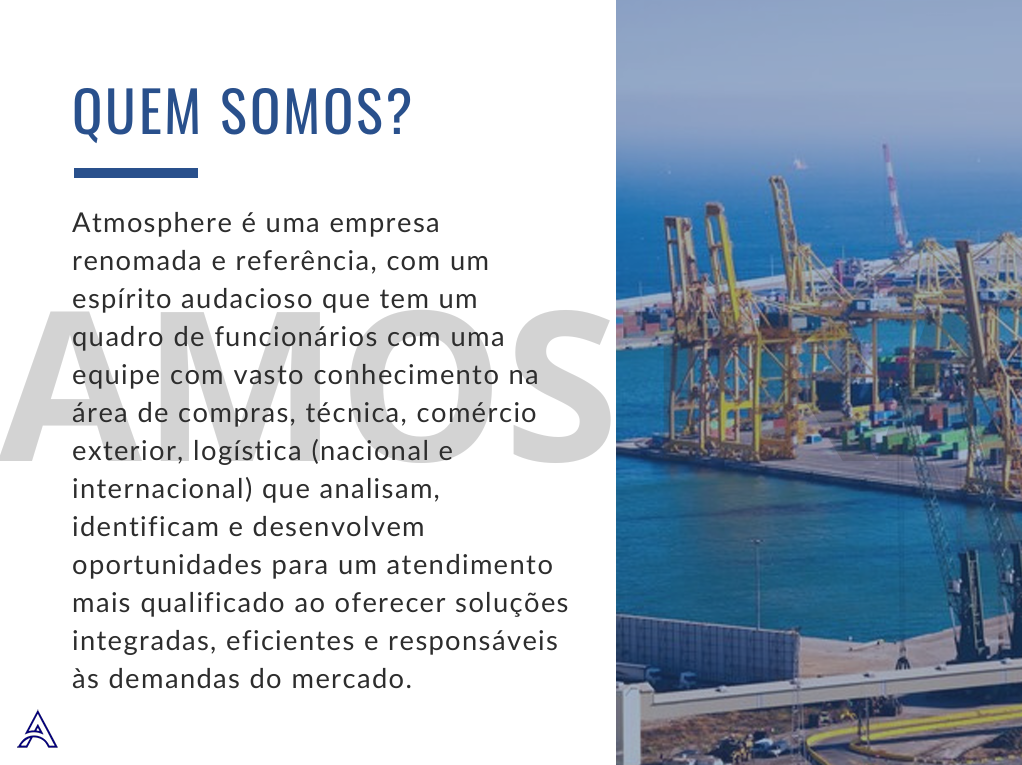 QUEM SOMOS?
Atmosphere é uma empresa
renomada e referência, com um
espírito audacioso que tem um
quadro de funcionários com uma
equipe com vasto conhecimento na
área de compras, técnica, comércio
exterior, logística (nacional e
internacional) que analisam,
identificam e desenvolvem
oportunidades para um atendimento
mais qualificado ao oferecer soluções
integradas, eficientes e responsáveis
às demandas do mercado.
AMOS